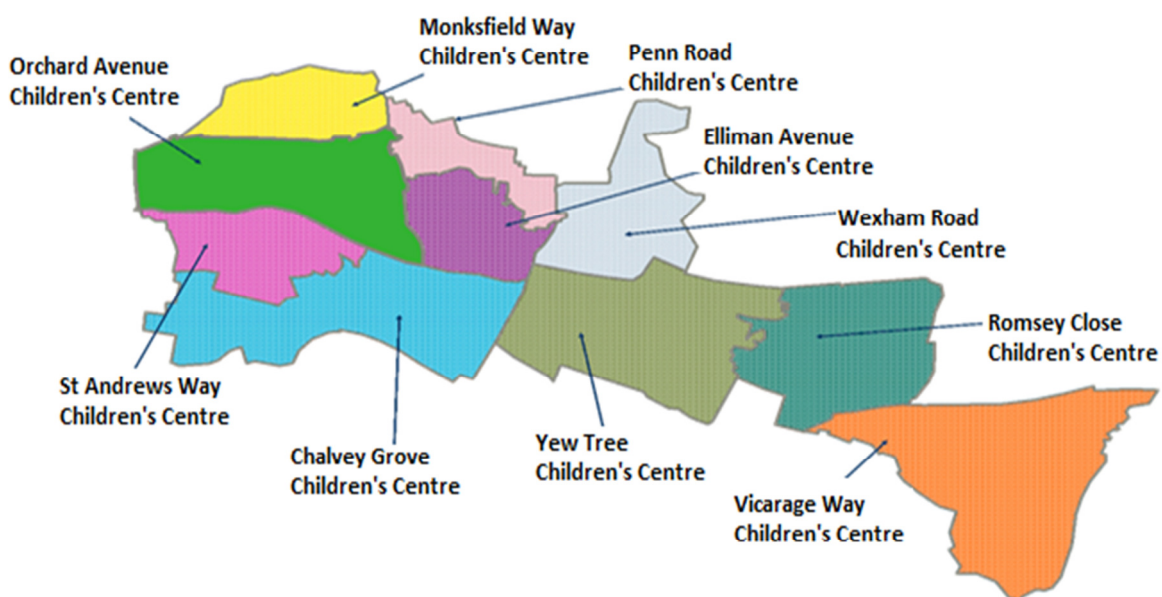 Monksfield Way
Children's Centre
Orchard Avenue
Children's Centre
Penn Road
Children's Centre
Elliman Avenue
Children's Centre
Wexham Road
Children's Centre
Romsey Close
Children's Centre
St Andrews Way
Children's Centre
Chalvey Grove
Children's Centre
Yew Tree
Children's Centre
Vicarage Way
Children's Centre